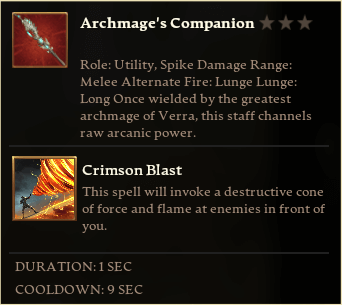 Archmage's Companion
Role: Utility, Spike Damage Range:
Melee Alternate Fire: Lunge Lunge:
Long Once wielded by the greatest
archmage of Verra, this staff channels
raw arcanic power.
Crimson Blast
This spell will invoke a destructive cone
of force and flame at enemies in front of
you.
DURATION: 1 SEC
COOLDOWN: 9 SEC